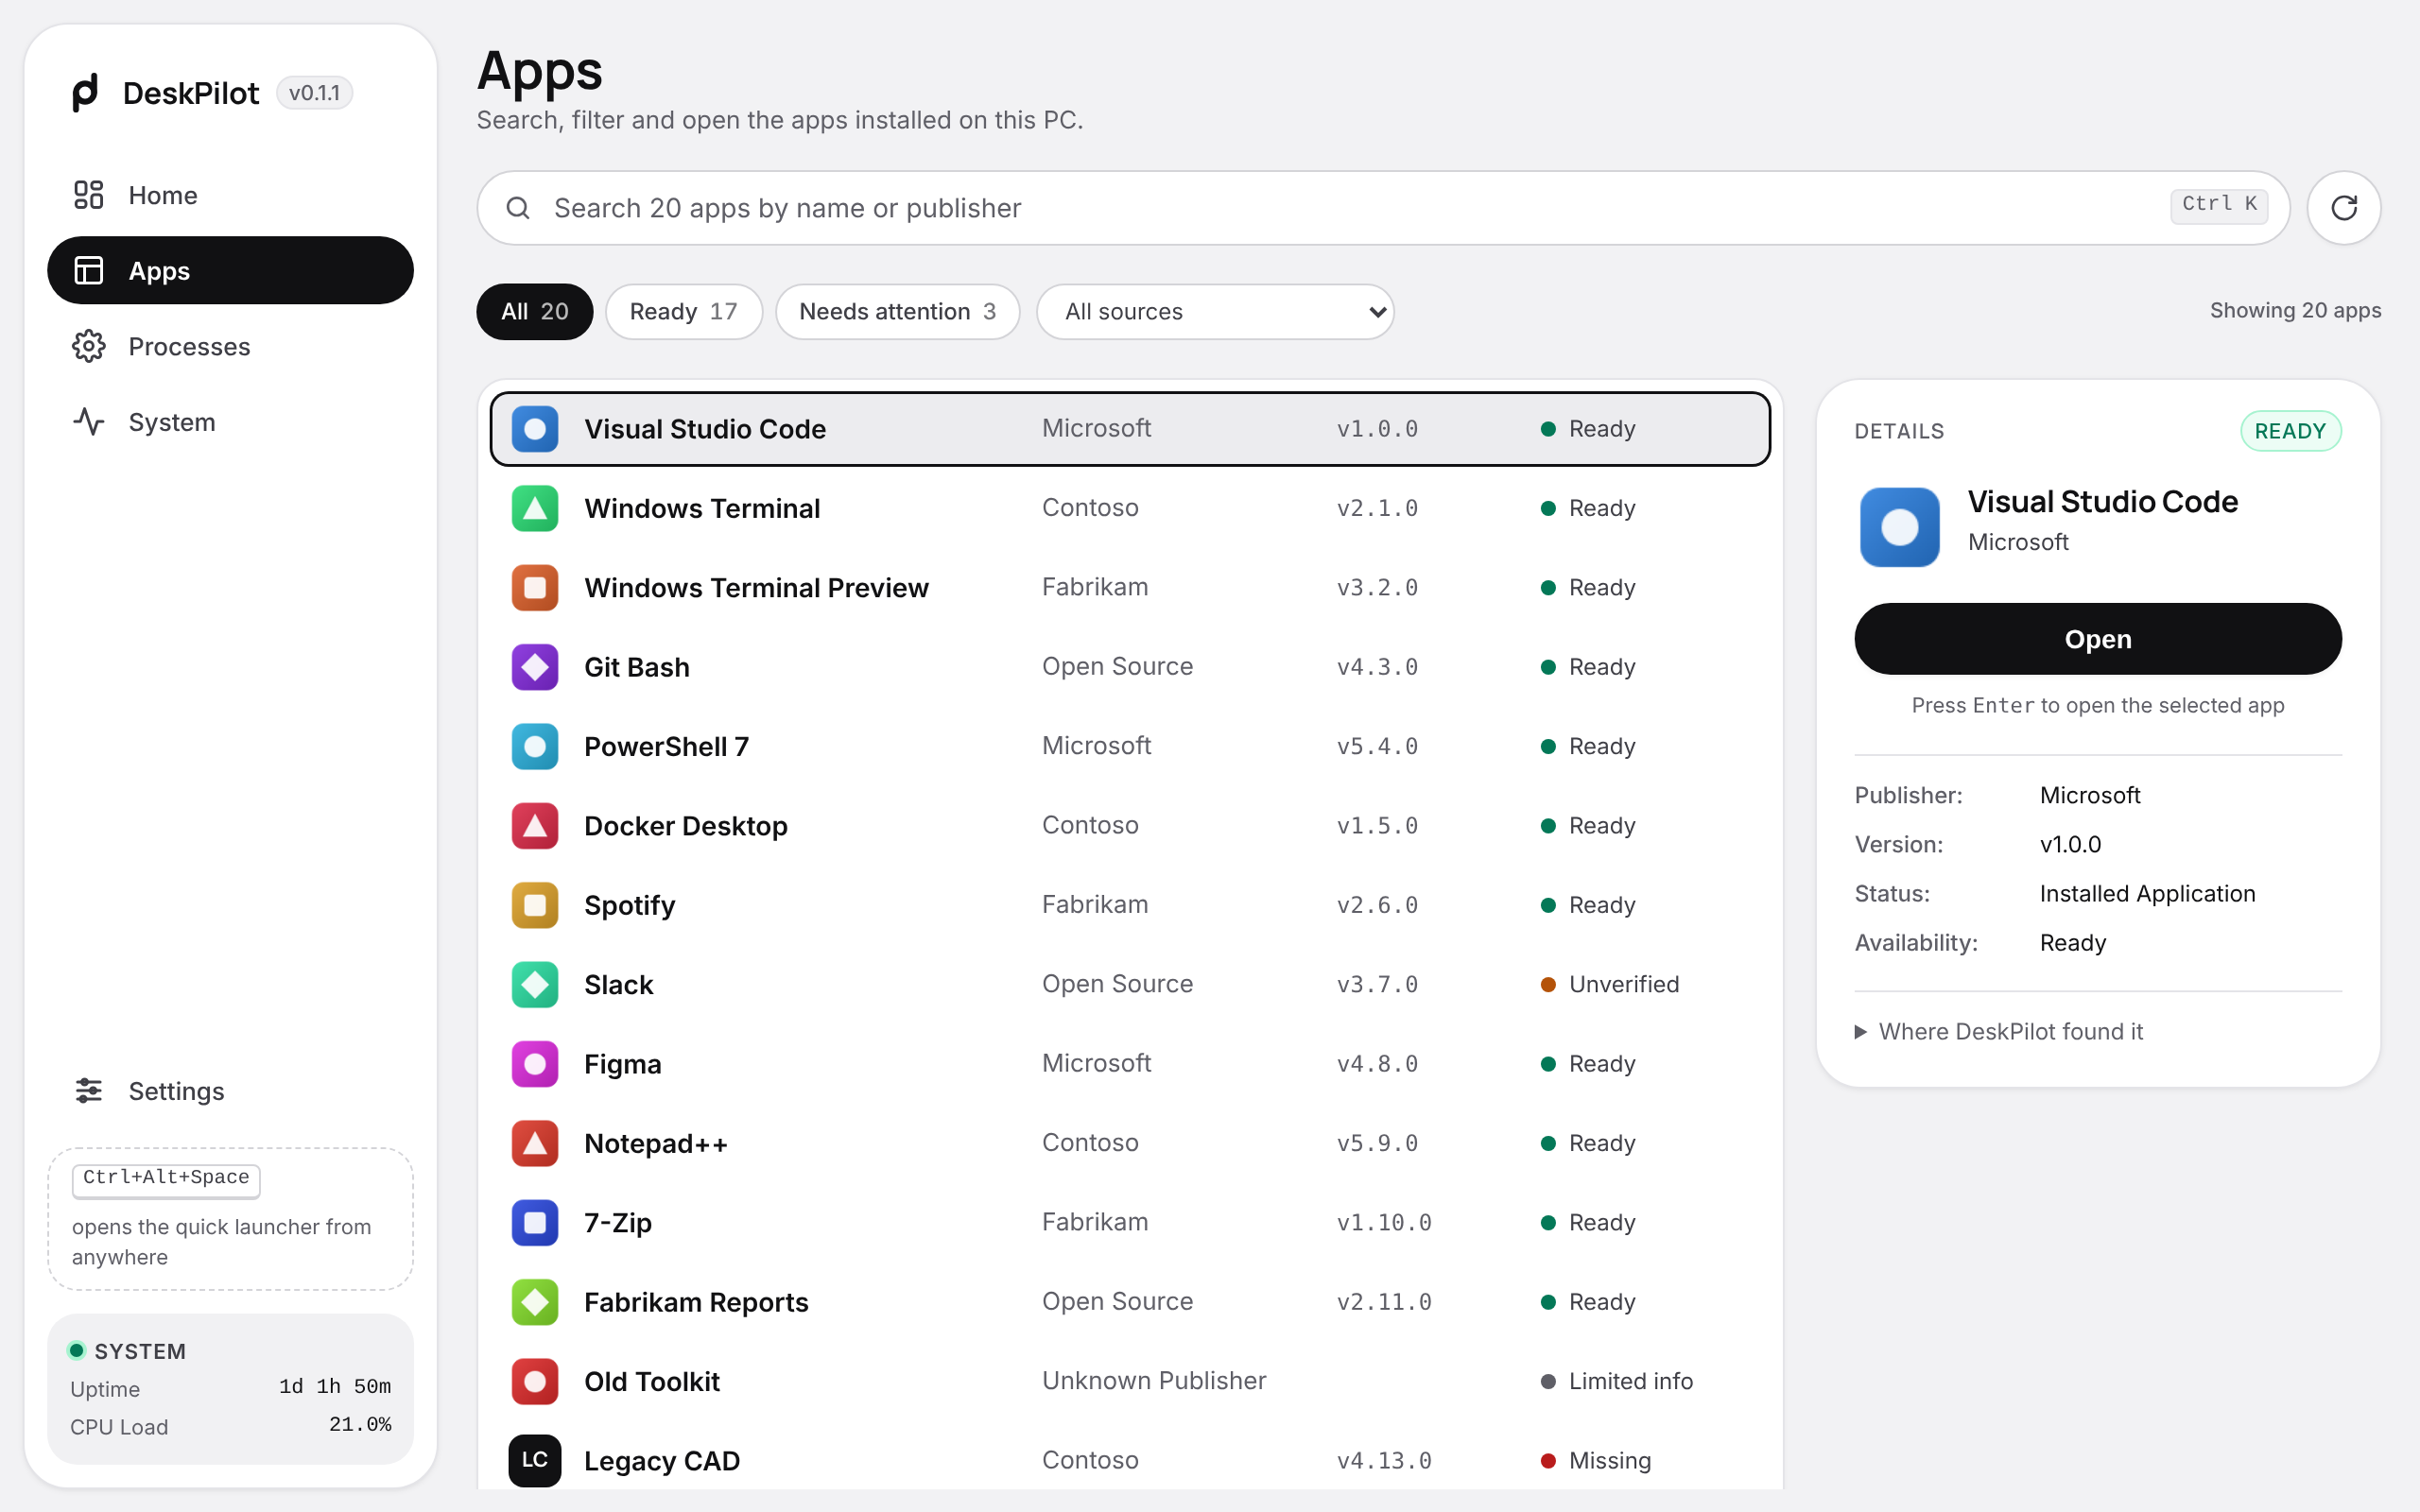 DeskPilot v0.1.1
Home
Apps
Processes
System
Settings
Ctrl+Alt+Space
opens the quick launcher from
anywhere
SYSTEM
Uptime 1d 1h 50m
CPU Load 21.0%
Apps
Search, filter and open the apps installed on this PC.
Search 20 apps by name or publisher Ctrl K
All 20 Ready 17 Needs attention 3 All sources Showing 20 apps
Visual Studio Code Microsoft v1.0.0 Ready
Windows Terminal Contoso v2.1.0 Ready
Windows Terminal Preview Fabrikam v3.2.0 Ready
Git Bash Open Source v4.3.0 Ready
PowerShell 7 Microsoft v5.4.0 Ready
Docker Desktop Contoso v1.5.0 Ready
Spotify Fabrikam v2.6.0 Ready
Slack Open Source v3.7.0 Unverified
Figma Microsoft v4.8.0 Ready
Notepad++ Contoso v5.9.0 Ready
7-Zip Fabrikam v1.10.0 Ready
Fabrikam Reports Open Source v2.11.0 Ready
Old Toolkit Unknown Publisher Limited info
LC Legacy CAD Contoso v4.13.0 Missing
DETAILS READY
Visual Studio Code
Microsoft
Open
Press Enter to open the selected app
Publisher: Microsoft
Version: v1.0.0
Status: Installed Application
Availability: Ready
Where DeskPilot found it